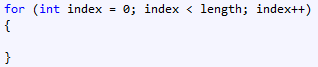 for (int index = 0; index < length; index++)
{
}